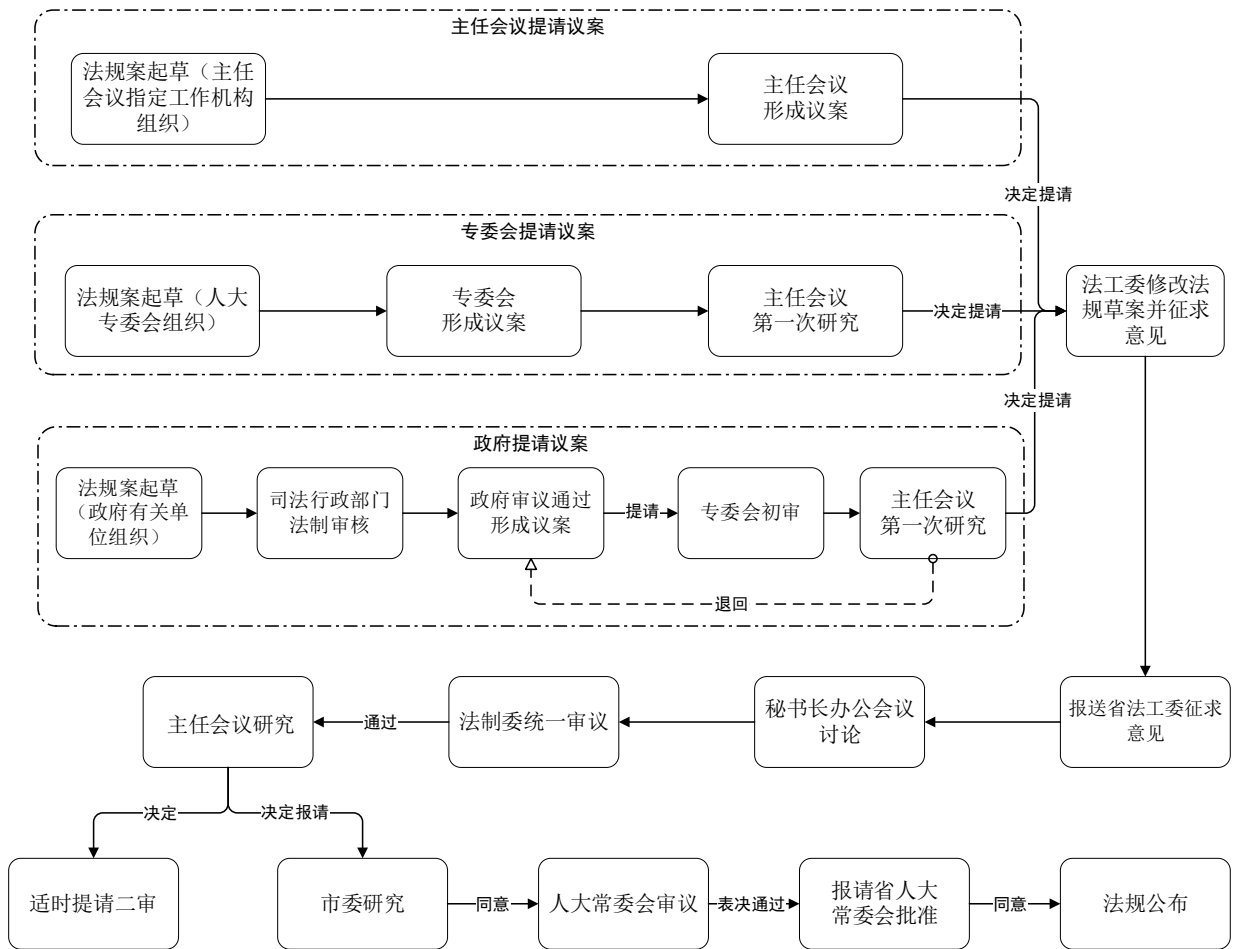 主任会议提请议案
法规案起草（主任
会议指定工作机构
组织）
主任会议
形成议案
决定提请
专委会提请议案
法规案起草（人大
专委会组织）
专委会
形成议案
主任会议
第一次研究
决定提请
法工委修改法
规草案并征求
意见
决定提请
政府提请议案
法规案起草
（政府有关单
位组织）
司法行政部门
法制审核
政府审议通过
形成议案
提请
专委会初审
主任会议
第一次研究
退回
主任会议研究
通过
法制委统一审议
秘书长办公会议
讨论
报送省法工委征求
意见
决定
决定报请
适时提请二审
市委研究
同意
人大常委会审议
表决通过
报请省人大
常委会批准
同意
法规公布